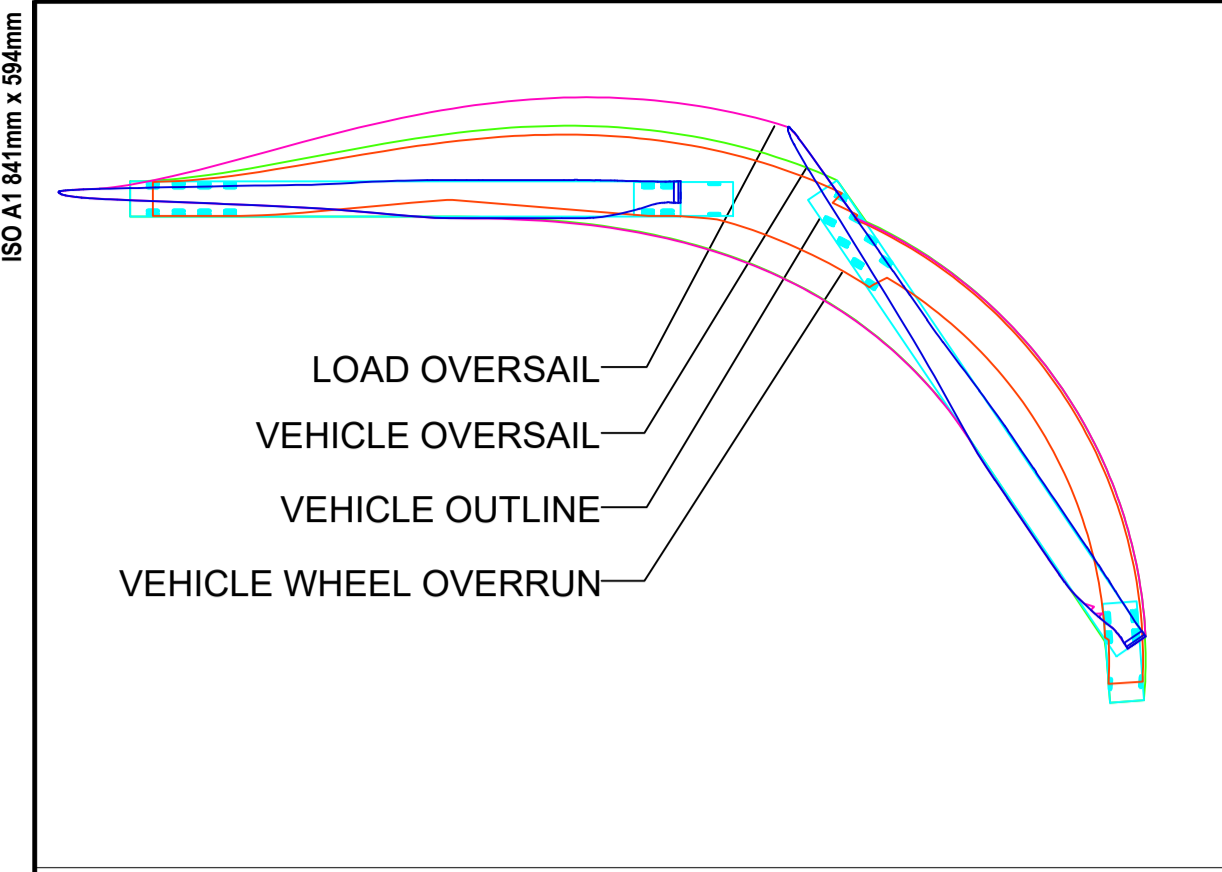 ISO A1 841mm x 594mm
LOAD OVERSAIL
VEHICLE OVERSAIL
VEHICLE OUTLINE
VEHICLE WHEEL OVERRUN